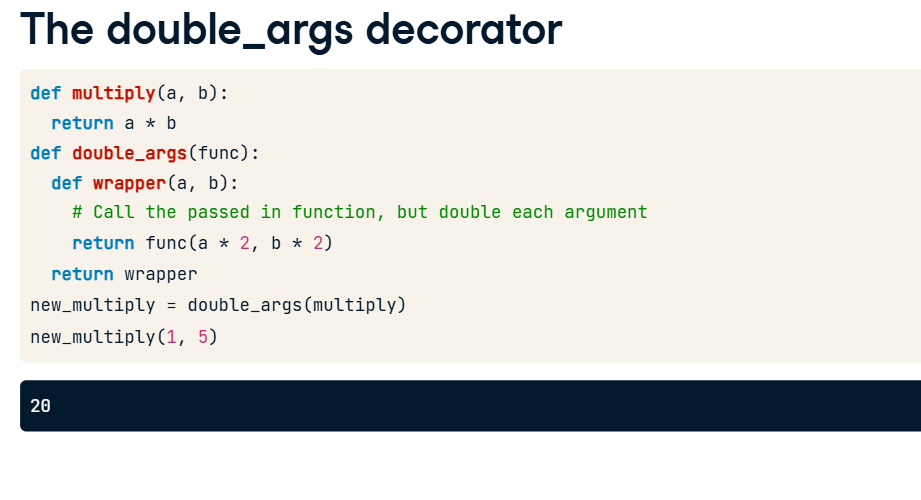 The double_args decorator
def multiply(a, b):
  return a * b
def double_args(func):
  def wrapper(a, b):
    # Call the passed in function, but double each argument
    return func(a * 2, b * 2)
  return wrapper
new_multiply = double_args(multiply)
new_multiply(1, 5)
20